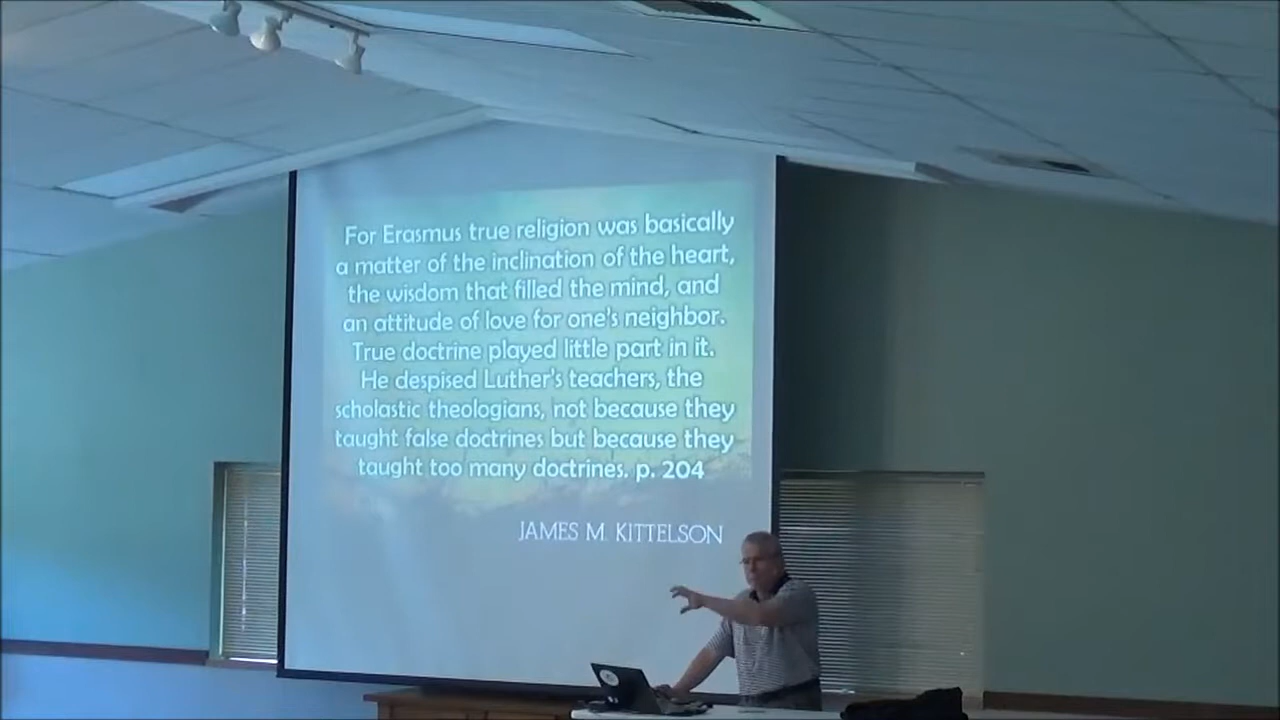 For Erasmus true religion was basically
a matter of the inclination of the heart,
the wisdom that filled the mind, and
an attitude of love for one's neighbor.
True doctrine played little part in it.
He despised Luther's teachers, the
scholastic theologians, not because they
taught false doctrines but because they
taught too many doctrines. p. 204
JAMES M. KITTELSON